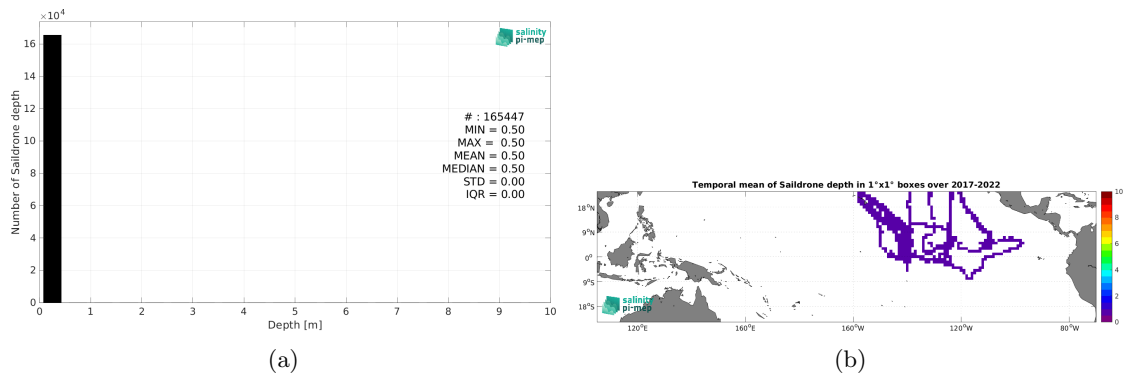 ×10⁴
16
14
12
10
8
6
4
2
0
0 1 2 3 4 5 6 7 8 9 10
Number of Saildrone depth
Depth [m]
salinity
pi-mep
# : 165447
MIN = 0.50
MAX = 0.50
MEAN = 0.50
MEDIAN = 0.50
STD = 0.00
IQR = 0.00
(a)
Temporal mean of Saildrone depth in 1°x1° boxes over 2017-2022
18°N
9°N
0°
9°S
18°S
120°E 160°E 160°W 120°W 80°W
salinity
pi-mep
10
8
6
4
2
0
(b)